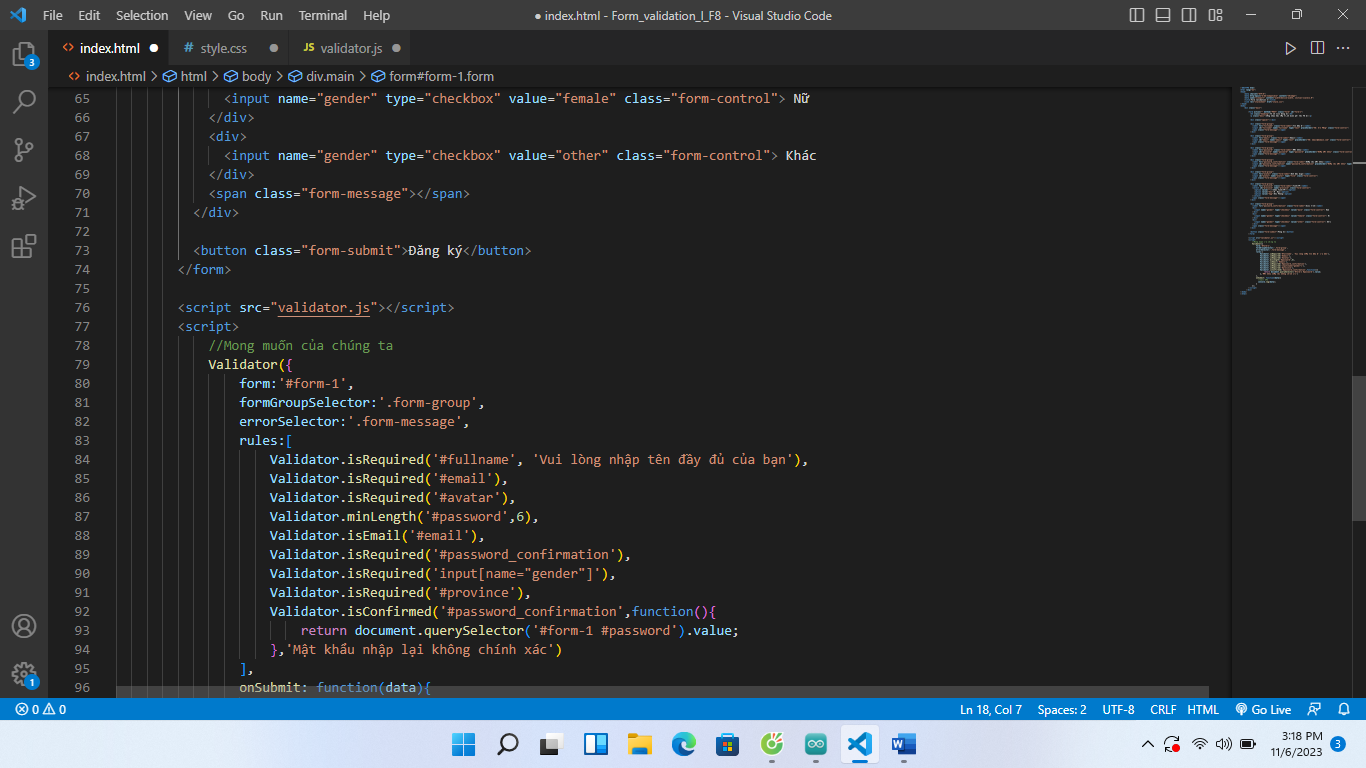 File Edit Selection View Go Run Terminal Help ● index.html - Form_validation_I_F8 - Visual Studio Code
<> index.html ● # style.css ● JS validator.js ●
<> index.html > html > body > div.main > form#form-1.form
65 <input name="gender" type="checkbox" value="female" class="form-control"> Nữ
66 </div>
67 <div>
68 <input name="gender" type="checkbox" value="other" class="form-control"> Khác
69 </div>
70 <span class="form-message"></span>
71 </div>
72
73 <button class="form-submit">Đăng ký</button>
74 </form>
75
76 <script src="validator.js"></script>
77 <script>
78 //Mong muốn của chúng ta
79 Validator({
80 form:'#form-1',
81 formGroupSelector:'.form-group',
82 errorSelector:'.form-message',
83 rules:[
84 Validator.isRequired('#fullname', 'Vui lòng nhập tên đầy đủ của bạn'),
85 Validator.isRequired('#email'),
86 Validator.isRequired('#avatar'),
87 Validator.minLength('#password',6),
88 Validator.isEmail('#email'),
89 Validator.isRequired('#password_confirmation'),
90 Validator.isRequired('input[name="gender"]'),
91 Validator.isRequired('#province'),
92 Validator.isConfirmed('#password_confirmation',function(){
93 return document.querySelector('#form-1 #password').value;
94 },'Mật khẩu nhập lại không chính xác')
95 ],
96 onSubmit: function(data){
3
1
0 0 Ln 18, Col 7 Spaces: 2 UTF-8 CRLF HTML Go Live
3:18 PM
11/6/2023 3